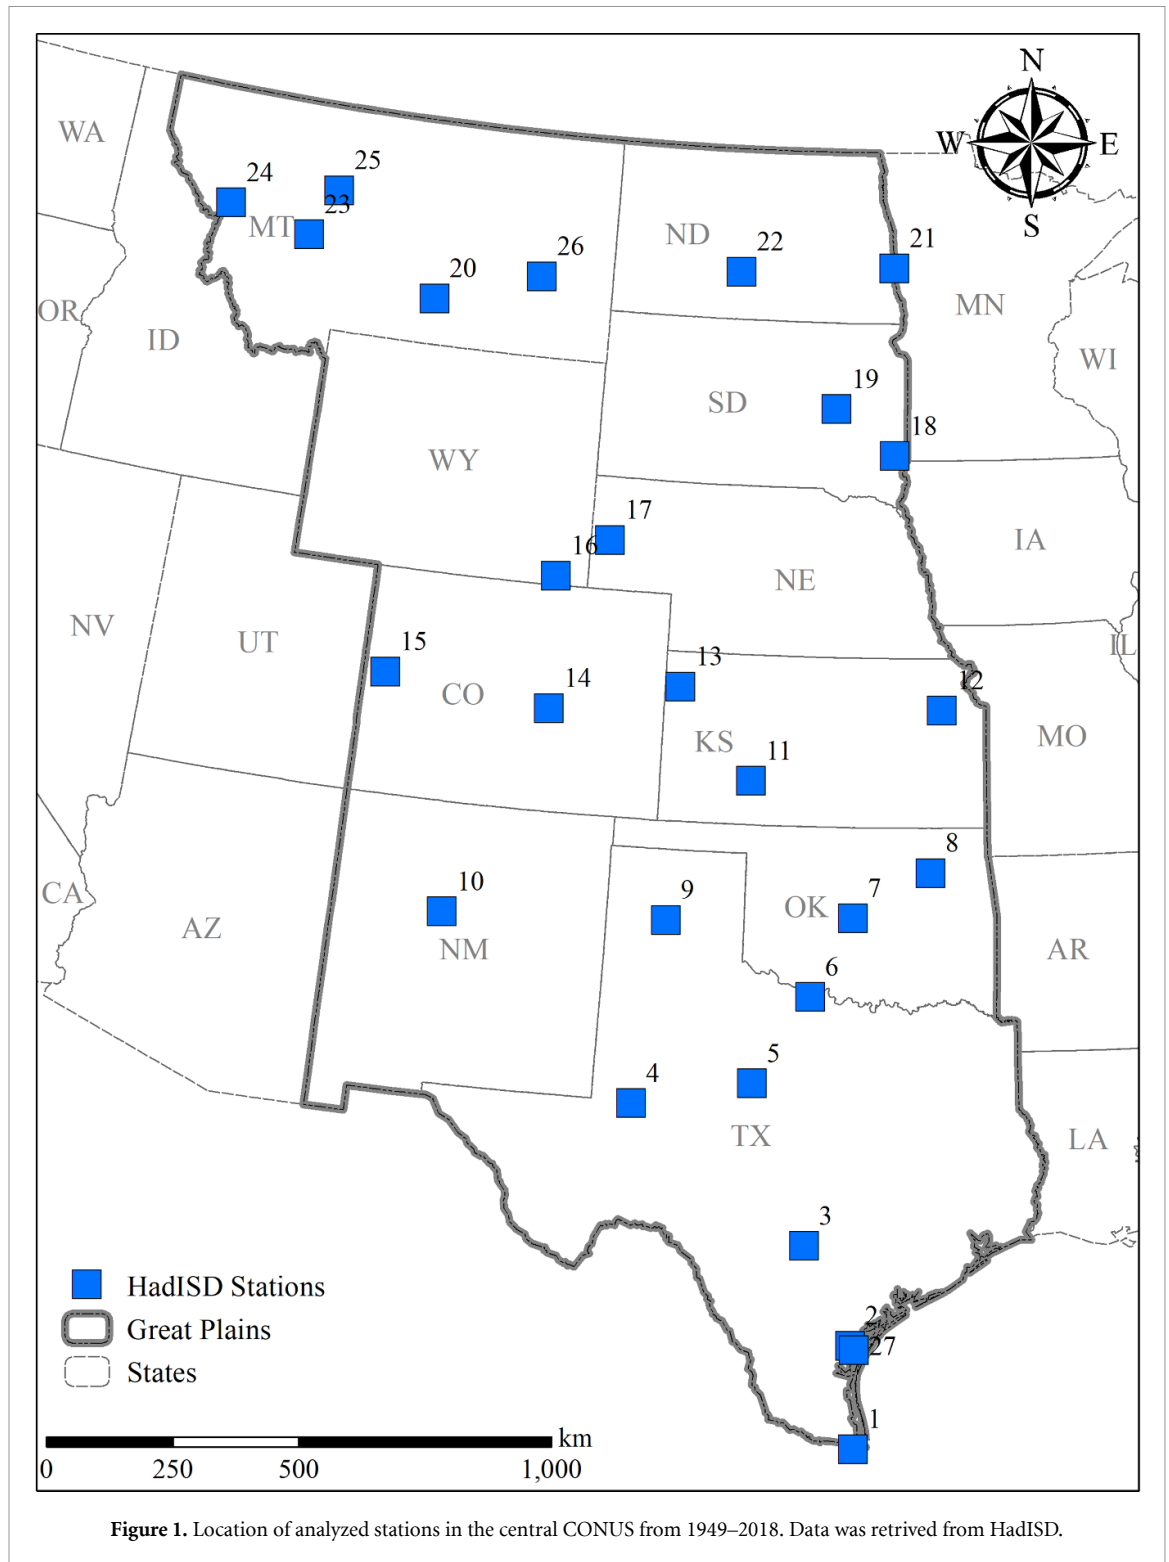 N
WA
W
E
25
24
23
S
MT
ND
21
22
26
20
OR
MN
ID
WI
19
SD
18
WY
17
IA
16
NE
NV
UT
15
IL
13
14
12
CO
MO
KS
11
8
CA
10
9
7
OK
AZ
NM
AR
6
5
4
TX
LA
3
HadISD Stations
2
Great Plains
27
States
1
km
0
250
500
1,000
Figure 1. Location of analyzed stations in the central CONUS from 1949–2018. Data was retrived from HadISD.